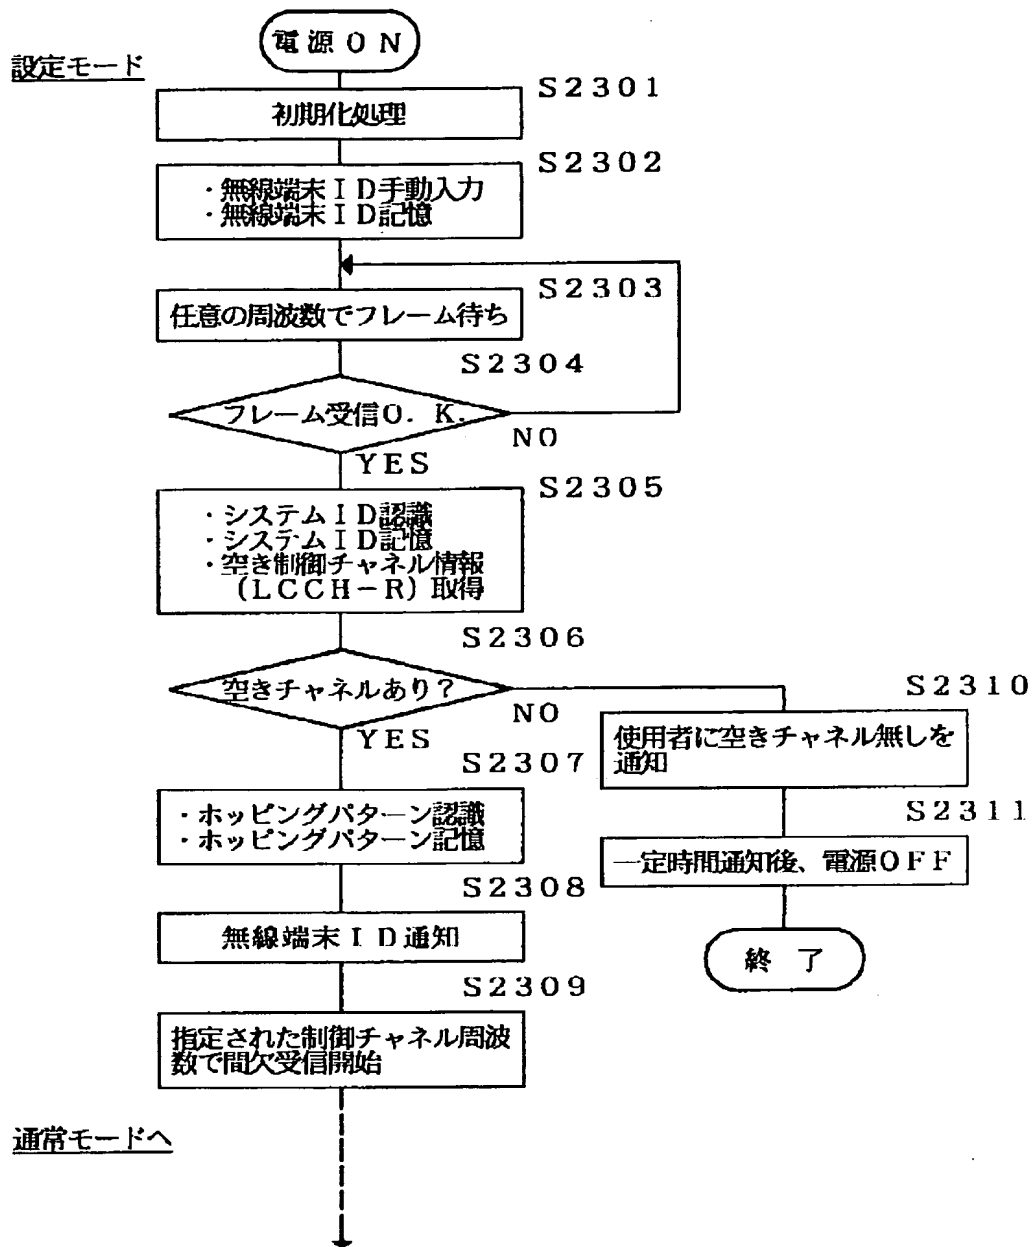 電源ON
設定モード
S2301
初期化処理
S2302
・無線端末ID手動入力
・無線端末ID記憶
S2303
任意の周波数でフレーム待ち
S2304
フレーム受信O.K.
NO
YES
S2305
・システムID認識
・システムID記憶
・空き制御チャネル情報
(LCCH-R)取得
S2306
空きチャネルあり?
NO
YES
S2310
使用者に空きチャネル無しを
通知
S2307
・ホッピングパターン認識
・ホッピングパターン記憶
S2311
一定時間通知後、電源OFF
S2308
無線端末ID通知
終了
S2309
指定された制御チャネル周波
数で間欠受信開始
通常モードへ